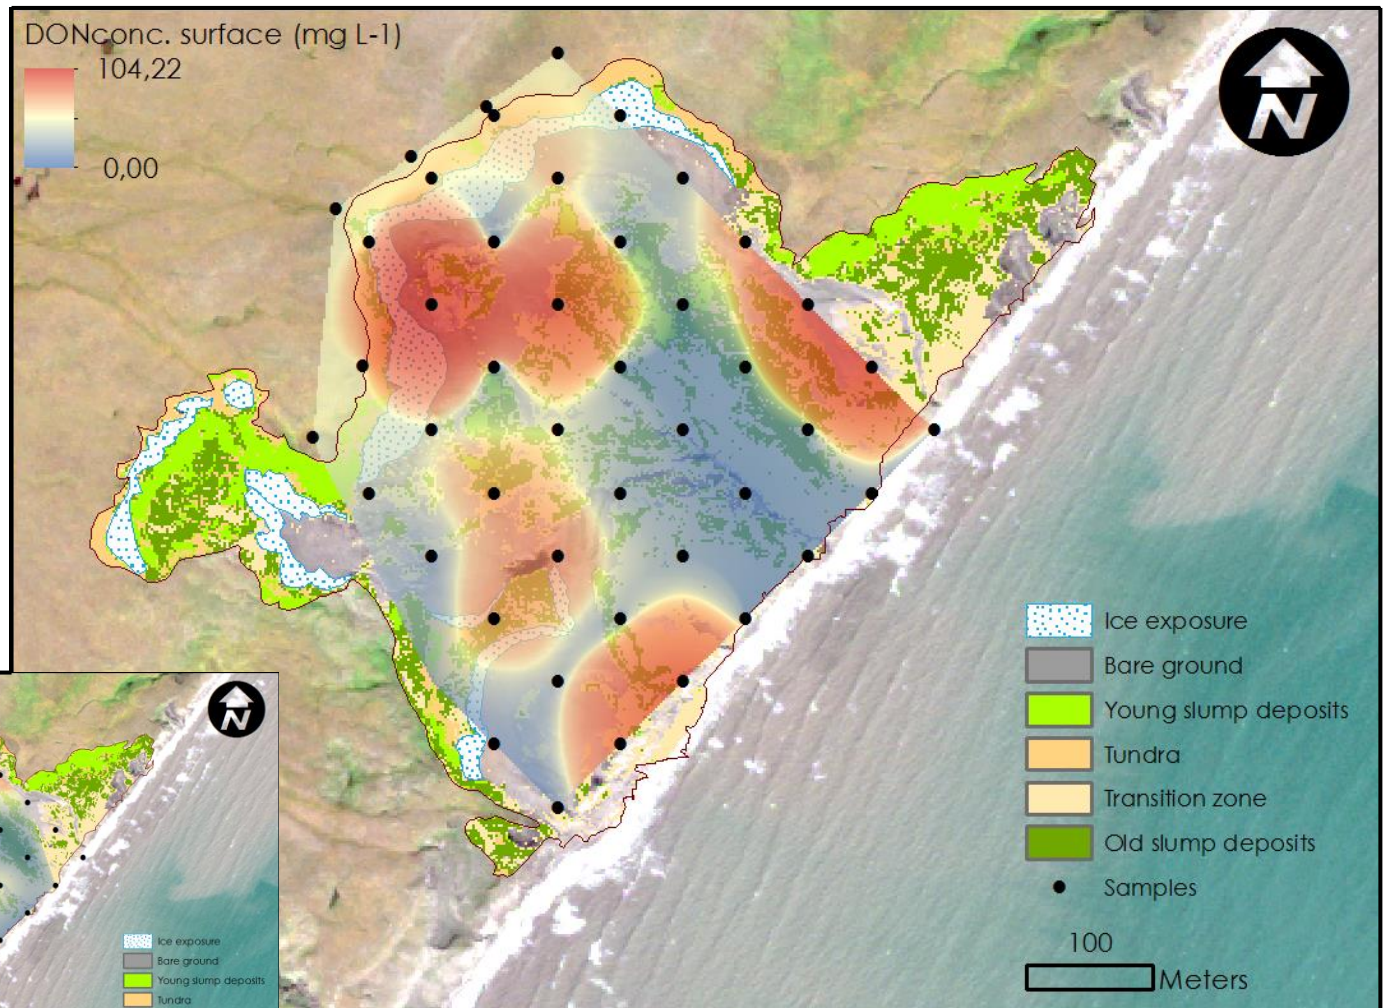 DONconc. surface (mg L-1)
104,22
0,00
N
Ice exposure
Bare ground
Young slump deposits
Tundra
Transition zone
Old slump deposits
Samples
100
Meters
N
Ice exposure
Bare ground
Young slump deposits
Tundra